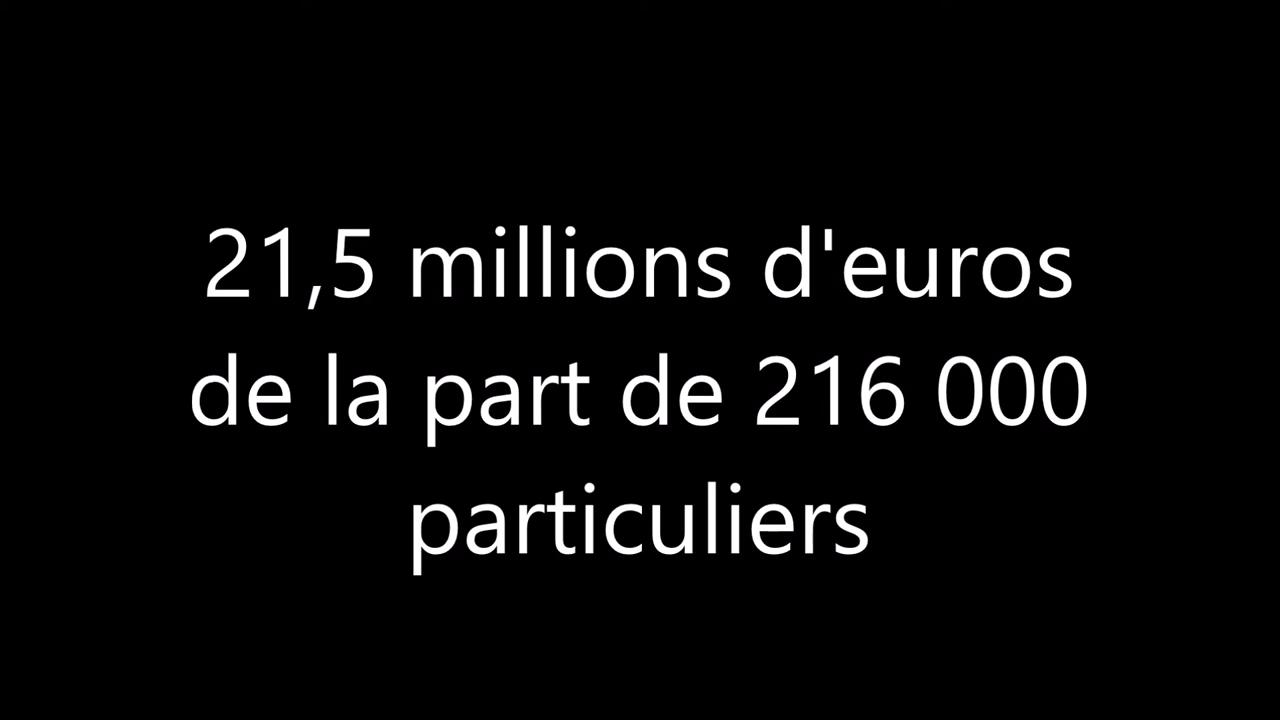 21,5 millions d'euros
de la part de 216 000
particuliers